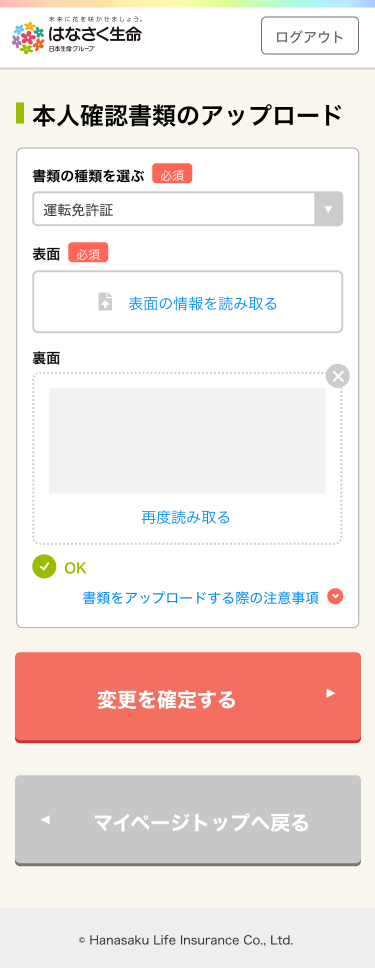 未来に花を咲かせましょう。
はなさく生命
日本生命グループ
ログアウト
本人確認書類のアップロード
書類の種類を選ぶ 必須
運転免許証
表面 必須
表面の情報を読み取る
裏面
再度読み取る
OK
書類をアップロードする際の注意事項
変更を確定する
マイページトップへ戻る
© Hanasaku Life Insurance Co., Ltd.